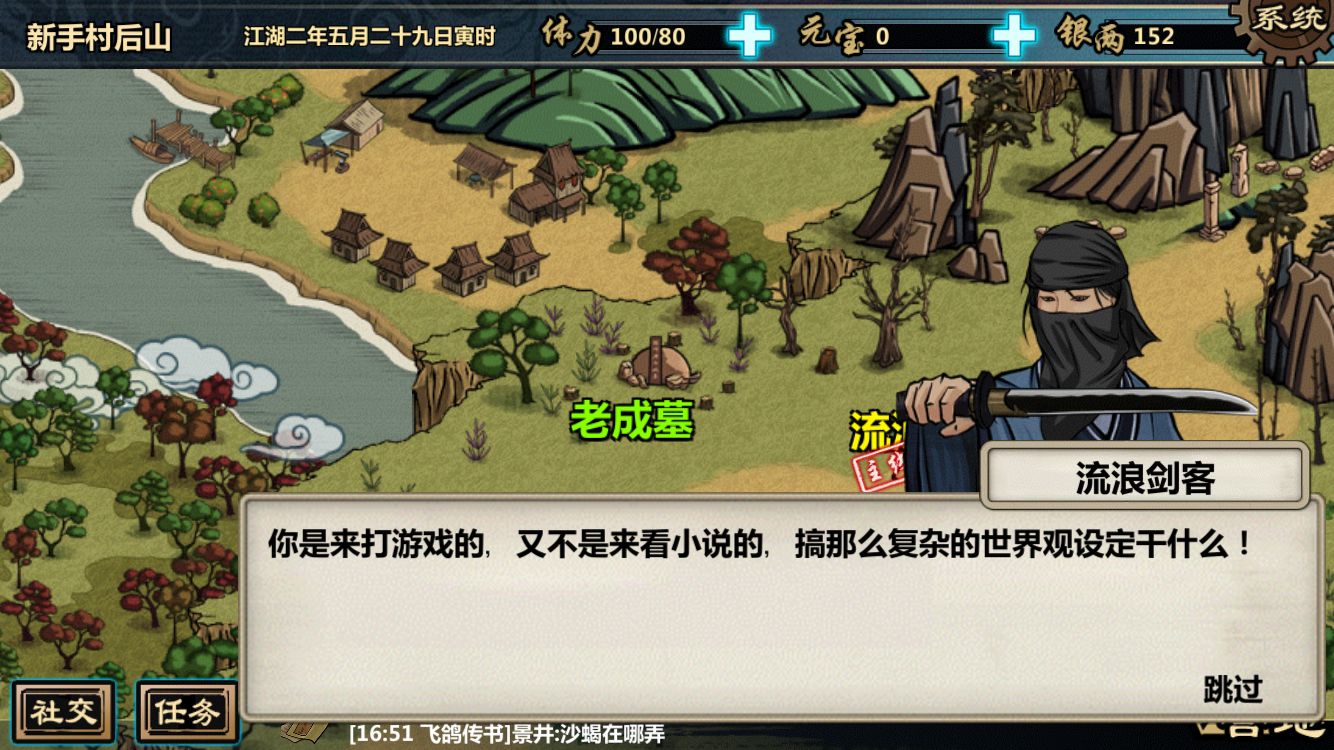 新手村后山 江湖二年五月二十九日寅时 体力 100/80 元宝 0 银两 152 系统
老成墓
流浪
主线
流浪剑客
你是来打游戏的，又不是来看小说的，搞那么复杂的世界观设定干什么！
跳过
社交 任务
[16:51 飞鸽传书]景井:沙蝎在哪弄